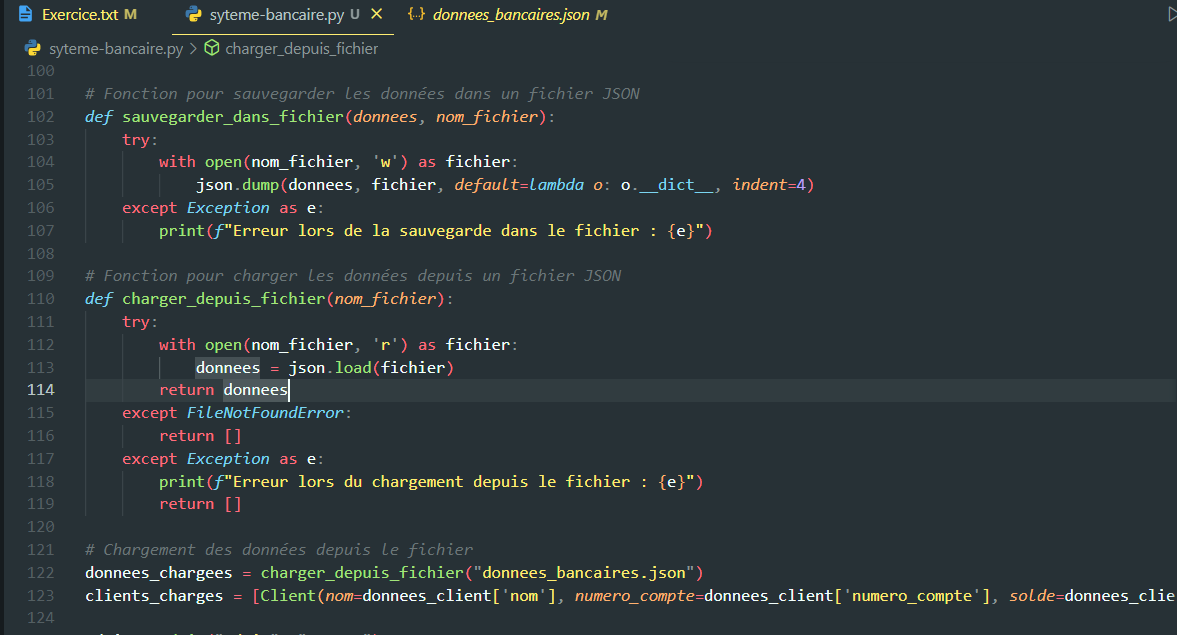 Exercice.txt M syteme-bancaire.py U donnees_bancaires.json M
syteme-bancaire.py > charger_depuis_fichier
100
101 # Fonction pour sauvegarder les données dans un fichier JSON
102 def sauvegarder_dans_fichier(donnees, nom_fichier):
103     try:
104         with open(nom_fichier, 'w') as fichier:
105             json.dump(donnees, fichier, default=lambda o: o.__dict__, indent=4)
106     except Exception as e:
107         print(f"Erreur lors de la sauvegarde dans le fichier : {e}")
108
109 # Fonction pour charger les données depuis un fichier JSON
110 def charger_depuis_fichier(nom_fichier):
111     try:
112         with open(nom_fichier, 'r') as fichier:
113             donnees = json.load(fichier)
114         return donnees
115     except FileNotFoundError:
116         return []
117     except Exception as e:
118         print(f"Erreur lors du chargement depuis le fichier : {e}")
119         return []
120
121 # Chargement des données depuis le fichier
122 donnees_chargees = charger_depuis_fichier("donnees_bancaires.json")
123 clients_charges = [Client(nom=donnees_client['nom'], numero_compte=donnees_client['numero_compte'], solde=donnees_clie
124